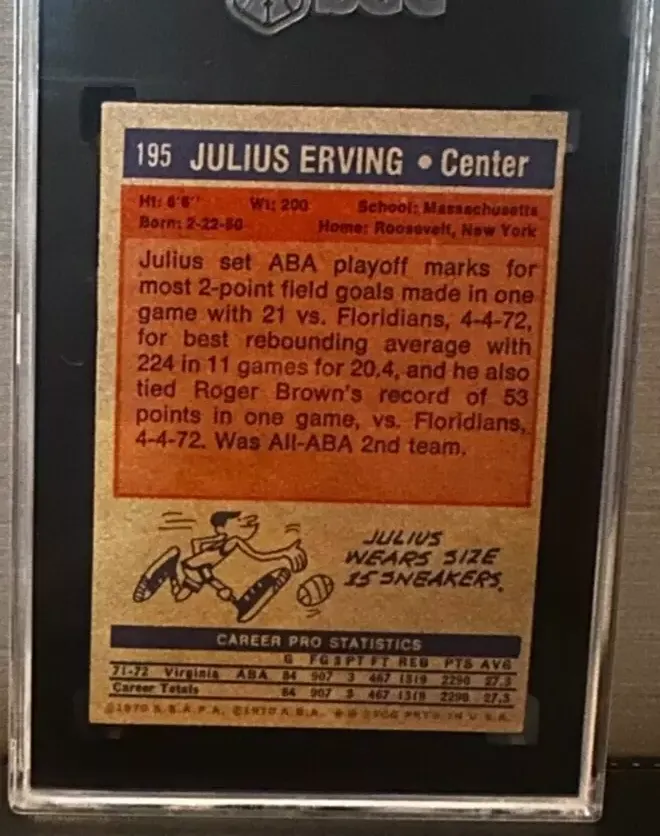 195 JULIUS ERVING • Center
Ht: 6'6" Wt: 200 School: Massachusetts
Born: 2-22-50 Home: Roosevelt, New York
Julius set ABA playoff marks for
most 2-point field goals made in one
game with 21 vs. Floridians, 4-4-72,
for best rebounding average with
224 in 11 games for 20.4, and he also
tied Roger Brown's record of 53
points in one game, vs. Floridians,
4-4-72. Was All-ABA 2nd team.
JULIUS
WEARS SIZE
15 SNEAKERS.
CAREER PRO STATISTICS
G FG 3PT FT REB PTS AVG
71-72 Virginia ABA 84 907 3 467 1319 2290 27.3
Career Totals 84 907 3 467 1319 2290 27.3